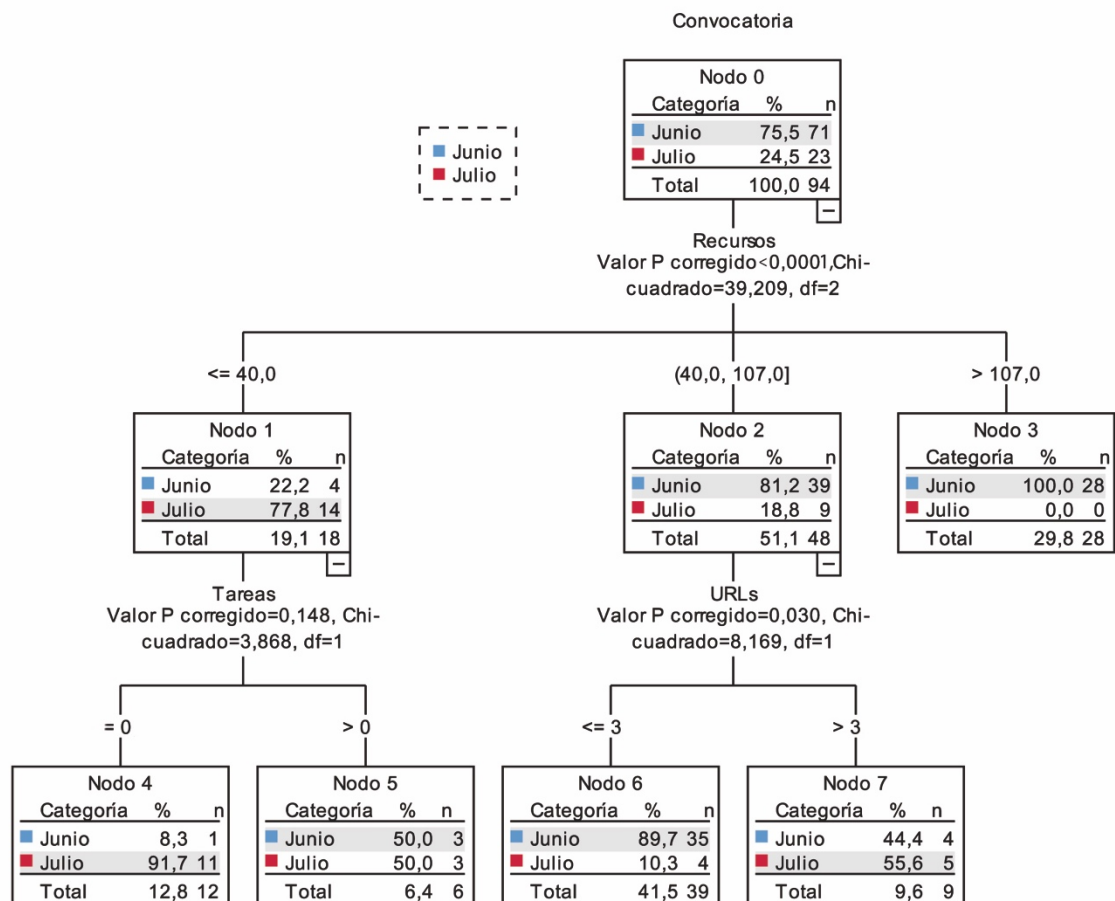 Convocatoria
Nodo 0
Categoría % n
Junio 75,5 71
Julio 24,5 23
Total 100,0 94
Junio
Julio
Recursos
Valor P corregido<0,0001,Chi-
cuadrado=39,209, df=2
<= 40,0
(40,0, 107,0]
> 107,0
Nodo 1
Categoría % n
Junio 22,2 4
Julio 77,8 14
Total 19,1 18
Nodo 2
Categoría % n
Junio 81,2 39
Julio 18,8 9
Total 51,1 48
Nodo 3
Categoría % n
Junio 100,0 28
Julio 0,0 0
Total 29,8 28
Tareas
Valor P corregido=0,148, Chi-
cuadrado=3,868, df=1
URLs
Valor P corregido=0,030, Chi-
cuadrado=8,169, df=1
= 0
> 0
<= 3
> 3
Nodo 4
Categoría % n
Junio 8,3 1
Julio 91,7 11
Total 12,8 12
Nodo 5
Categoría % n
Junio 50,0 3
Julio 50,0 3
Total 6,4 6
Nodo 6
Categoría % n
Junio 89,7 35
Julio 10,3 4
Total 41,5 39
Nodo 7
Categoría % n
Junio 44,4 4
Julio 55,6 5
Total 9,6 9